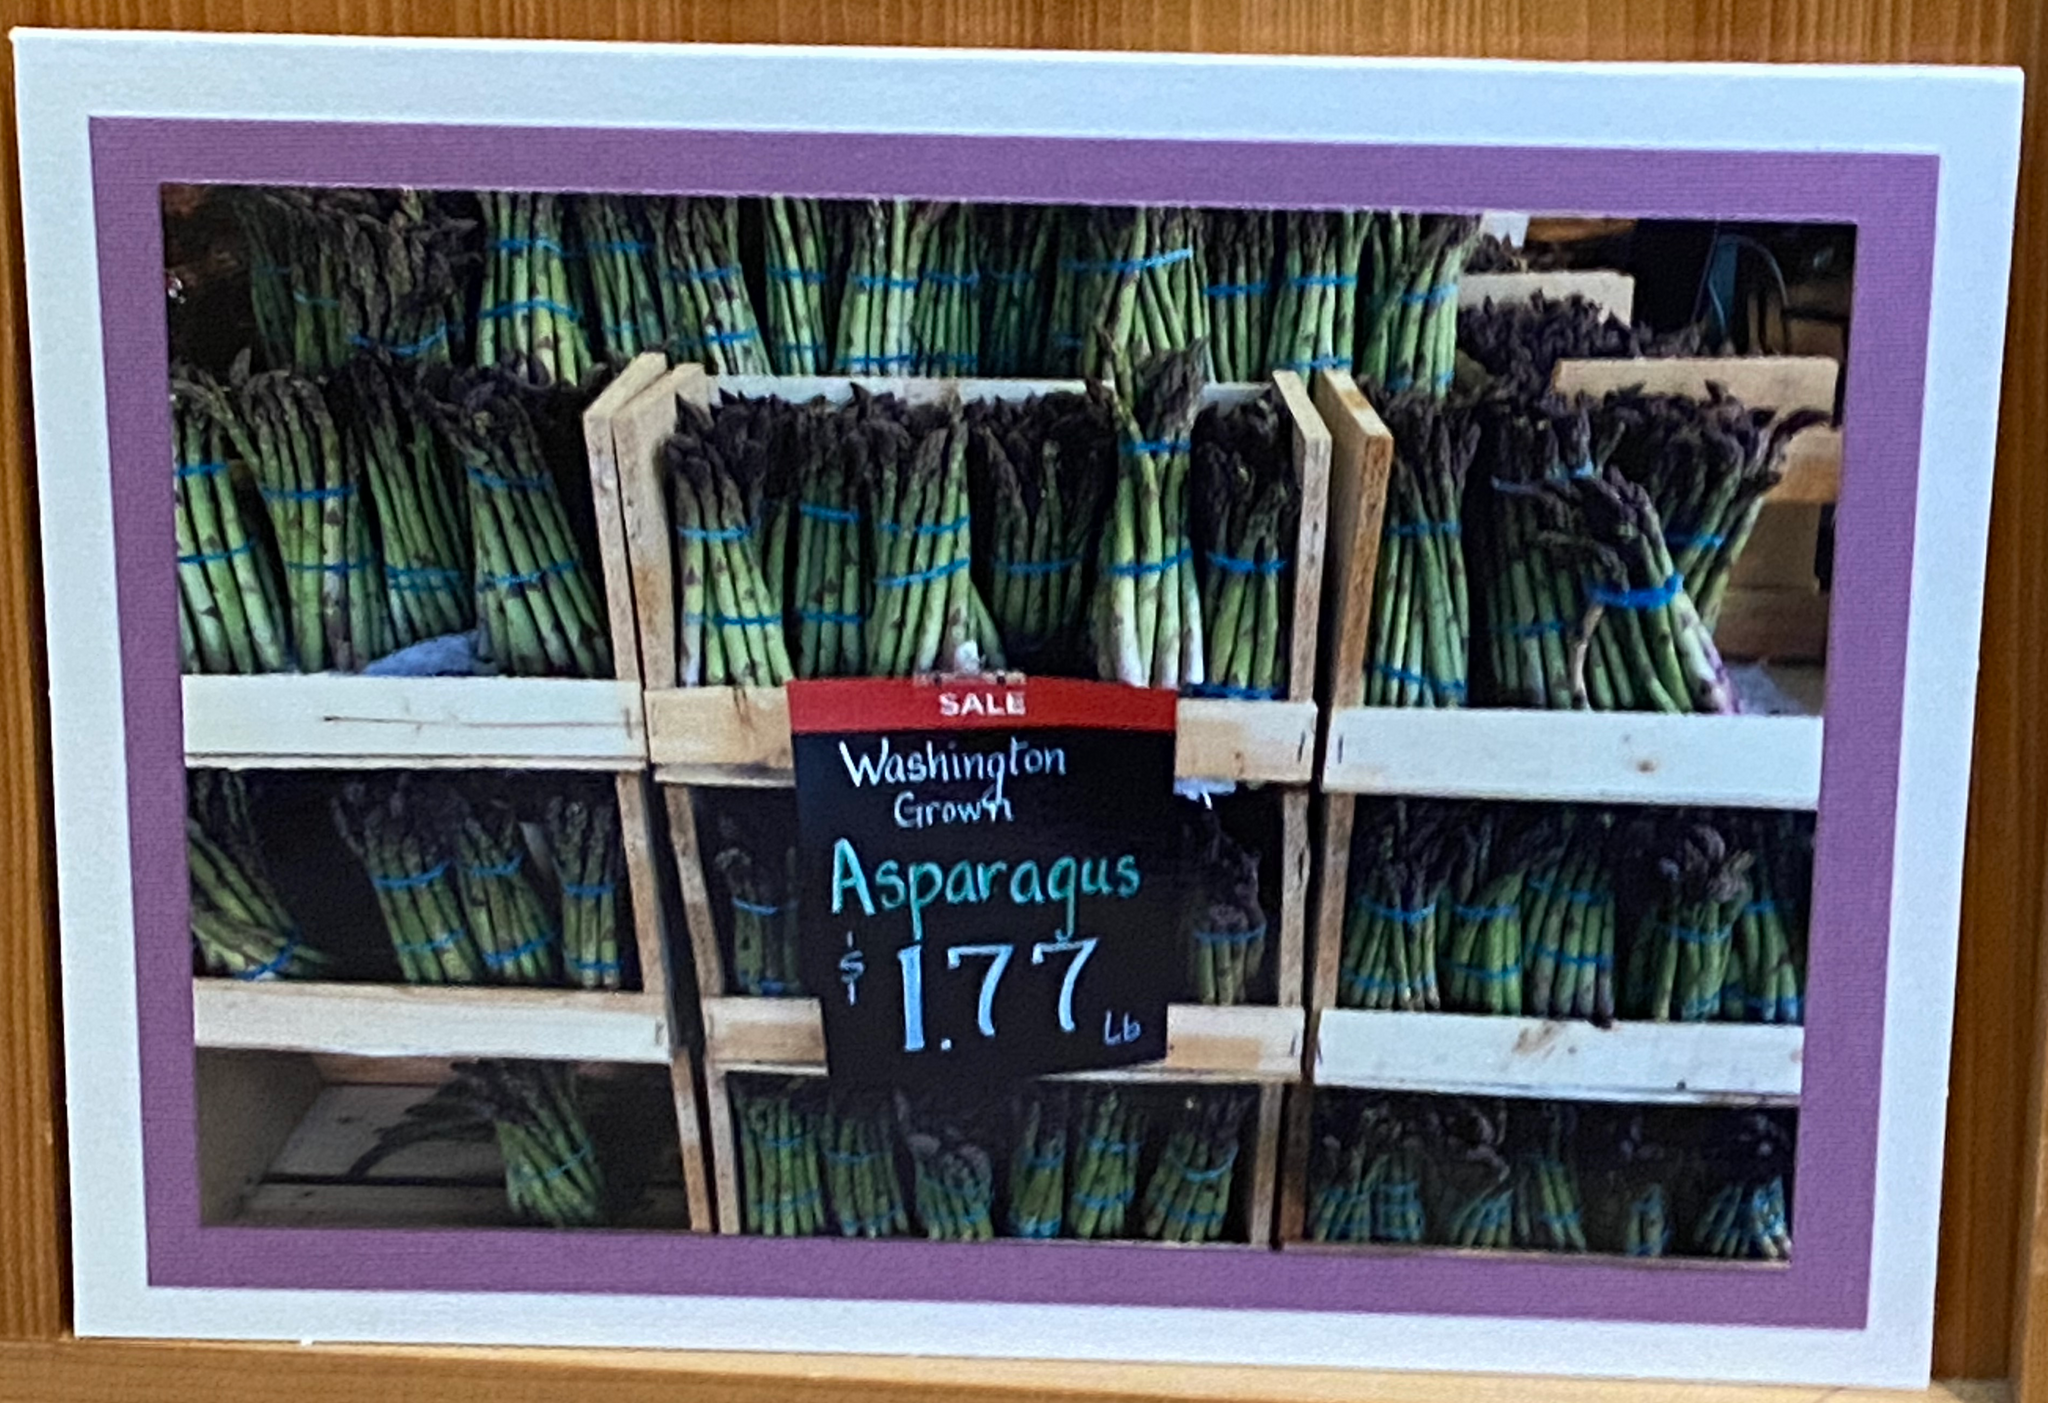 SALE
Washington
Grown
Asparagus
$1.77 Lb